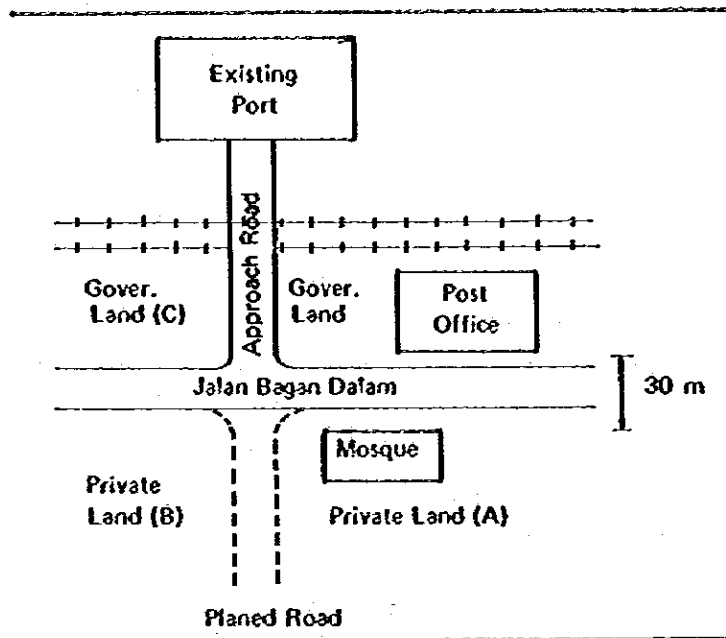 Existing
Port
Approach Road
Gover.
Land (C)
Gover.
Land
Post
Office
Jalan Bagan Dalam
30 m
Mosque
Private
Land (B)
Private Land (A)
Planed Road